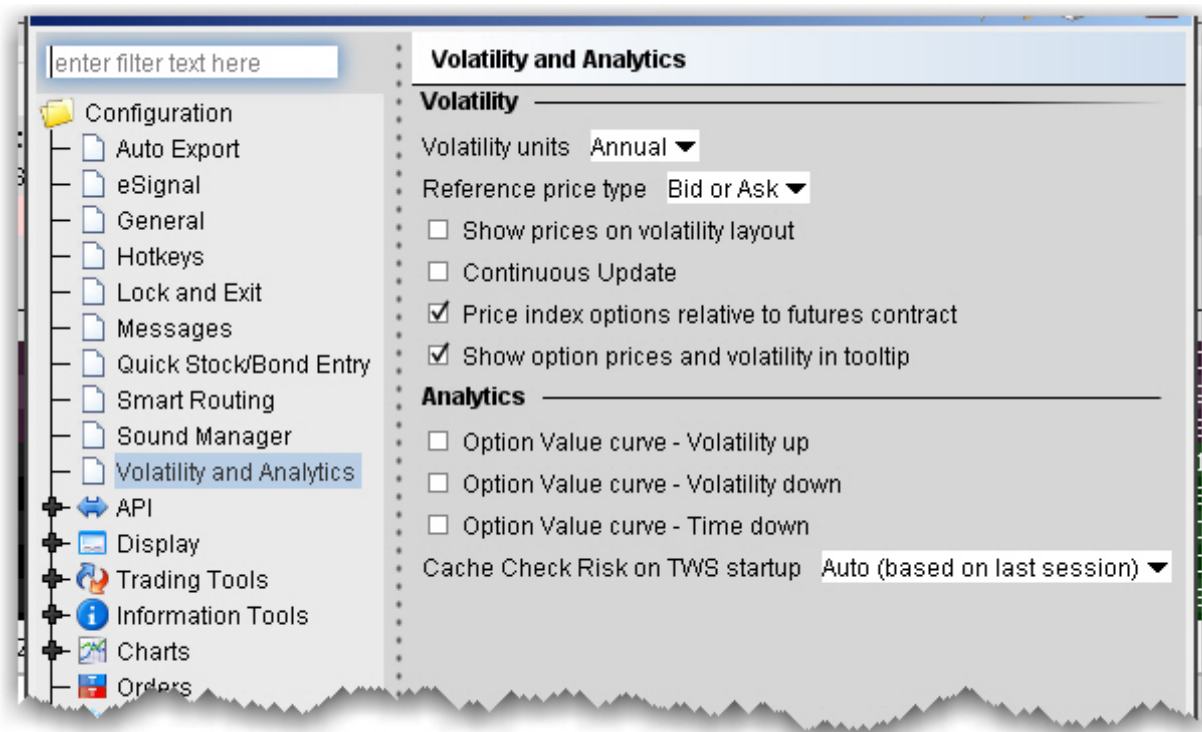 enter filter text here
Configuration
Auto Export
eSignal
General
Hotkeys
Lock and Exit
Messages
Quick Stock/Bond Entry
Smart Routing
Sound Manager
Volatility and Analytics
API
Display
Trading Tools
Information Tools
Charts
Orders
Volatility and Analytics
Volatility
Volatility units Annual
Reference price type Bid or Ask
Show prices on volatility layout
Continuous Update
Price index options relative to futures contract
Show option prices and volatility in tooltip
Analytics
Option Value curve - Volatility up
Option Value curve - Volatility down
Option Value curve - Time down
Cache Check Risk on TWS startup Auto (based on last session)